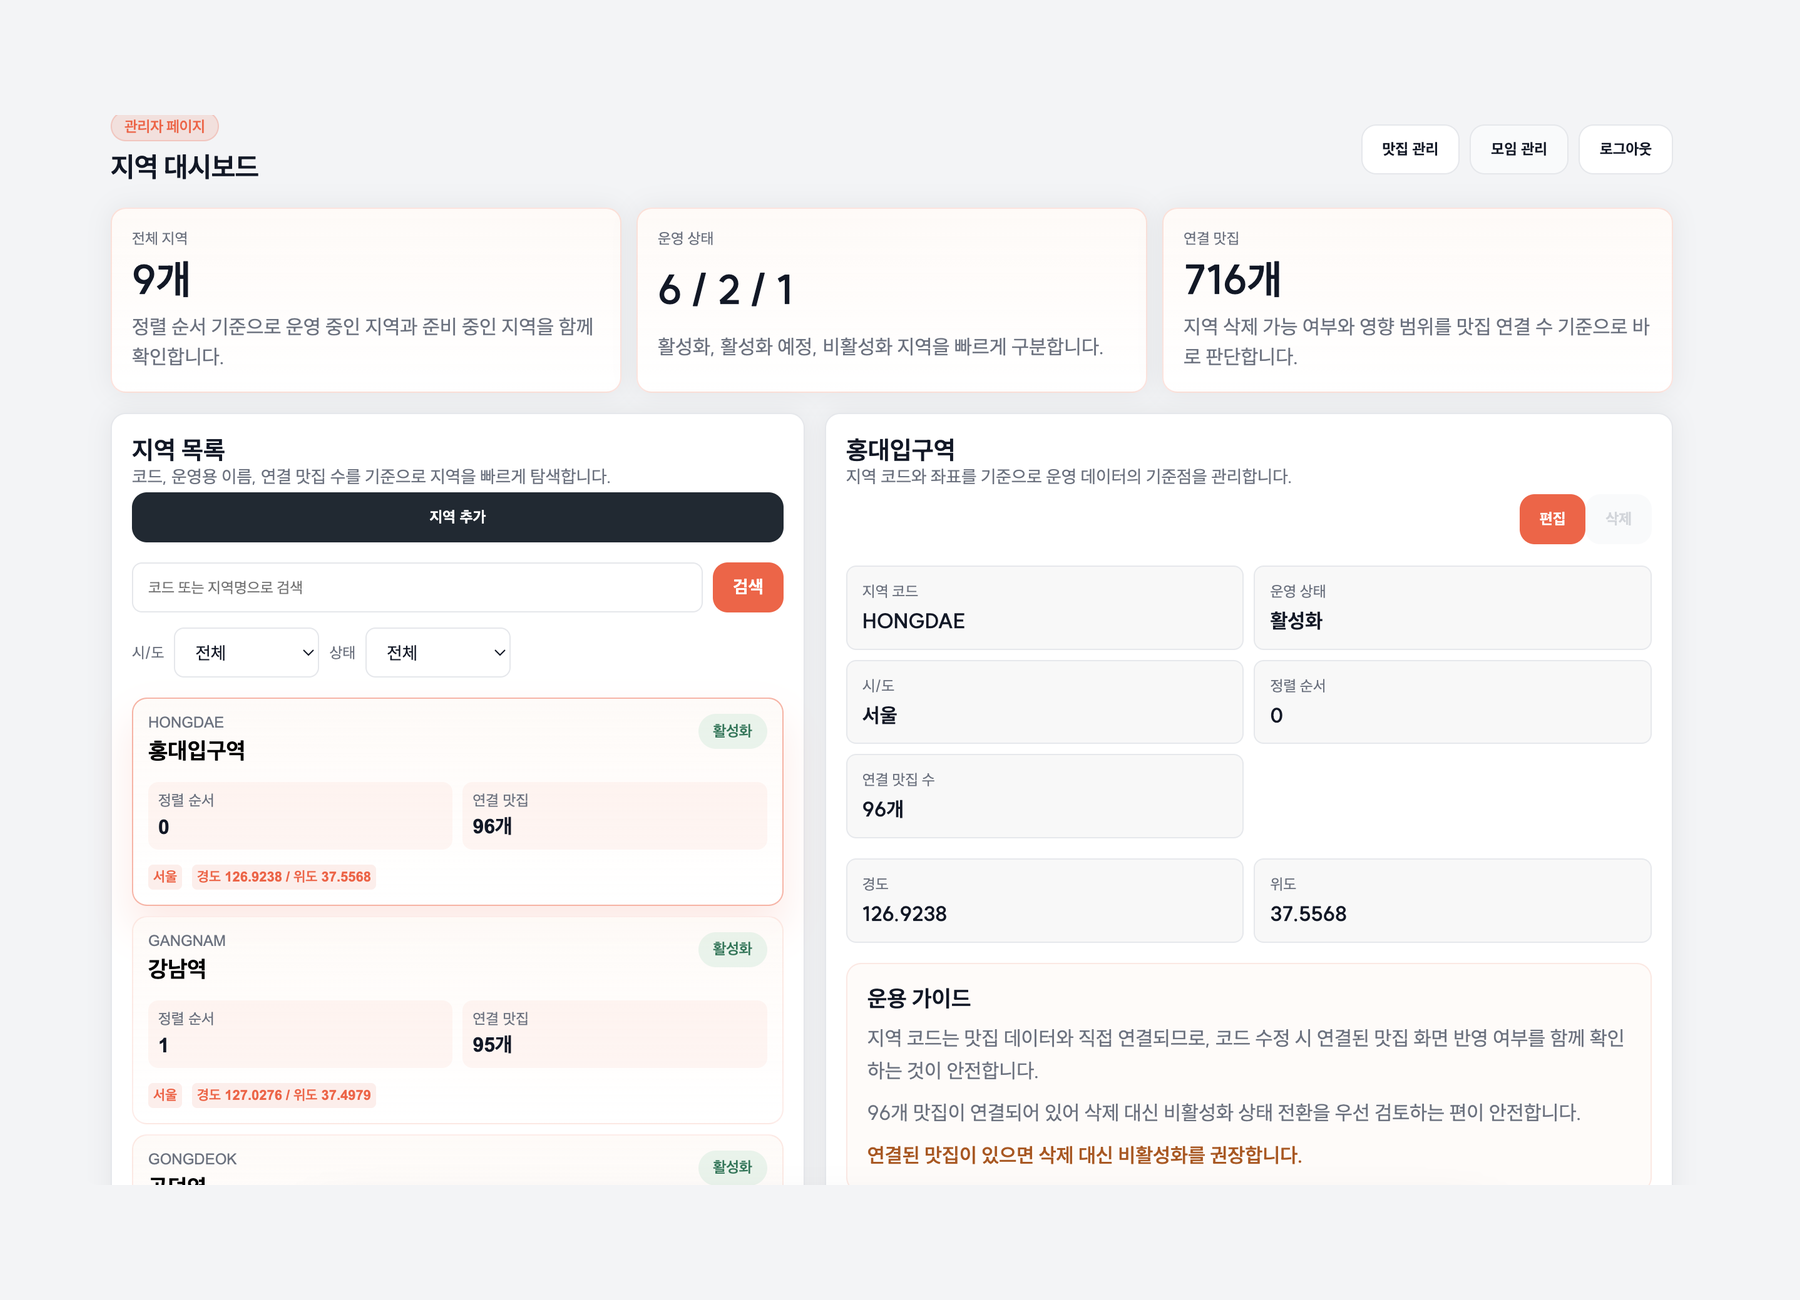 관리자 페이지
지역 대시보드
맛집 관리
모임 관리
로그아웃
전체 지역
9개
정렬 순서 기준으로 운영 중인 지역과 준비 중인 지역을 함께
확인합니다.
운영 상태
6 / 2 / 1
활성화, 활성화 예정, 비활성화 지역을 빠르게 구분합니다.
연결 맛집
716개
지역 삭제 가능 여부와 영향 범위를 맛집 연결 수 기준으로 바
로 판단합니다.
지역 목록
코드, 운영용 이름, 연결 맛집 수를 기준으로 지역을 빠르게 탐색합니다.
지역 추가
코드 또는 지역명으로 검색
검색
시/도
전체
상태
전체
HONGDAE
홍대입구역
활성화
정렬 순서
0
연결 맛집
96개
서울
경도 126.9238 / 위도 37.5568
GANGNAM
강남역
활성화
정렬 순서
1
연결 맛집
95개
서울
경도 127.0276 / 위도 37.4979
GONGDEOK
활성화
홍대입구역
지역 코드와 좌표를 기준으로 운영 데이터의 기준점을 관리합니다.
편집
삭제
지역 코드
HONGDAE
운영 상태
활성화
시/도
서울
정렬 순서
0
연결 맛집 수
96개
경도
126.9238
위도
37.5568
운용 가이드
지역 코드는 맛집 데이터와 직접 연결되므로, 코드 수정 시 연결된 맛집 화면 반영 여부를 함께 확인
하는 것이 안전합니다.
96개 맛집이 연결되어 있어 삭제 대신 비활성화 상태 전환을 우선 검토하는 편이 안전합니다.
연결된 맛집이 있으면 삭제 대신 비활성화를 권장합니다.